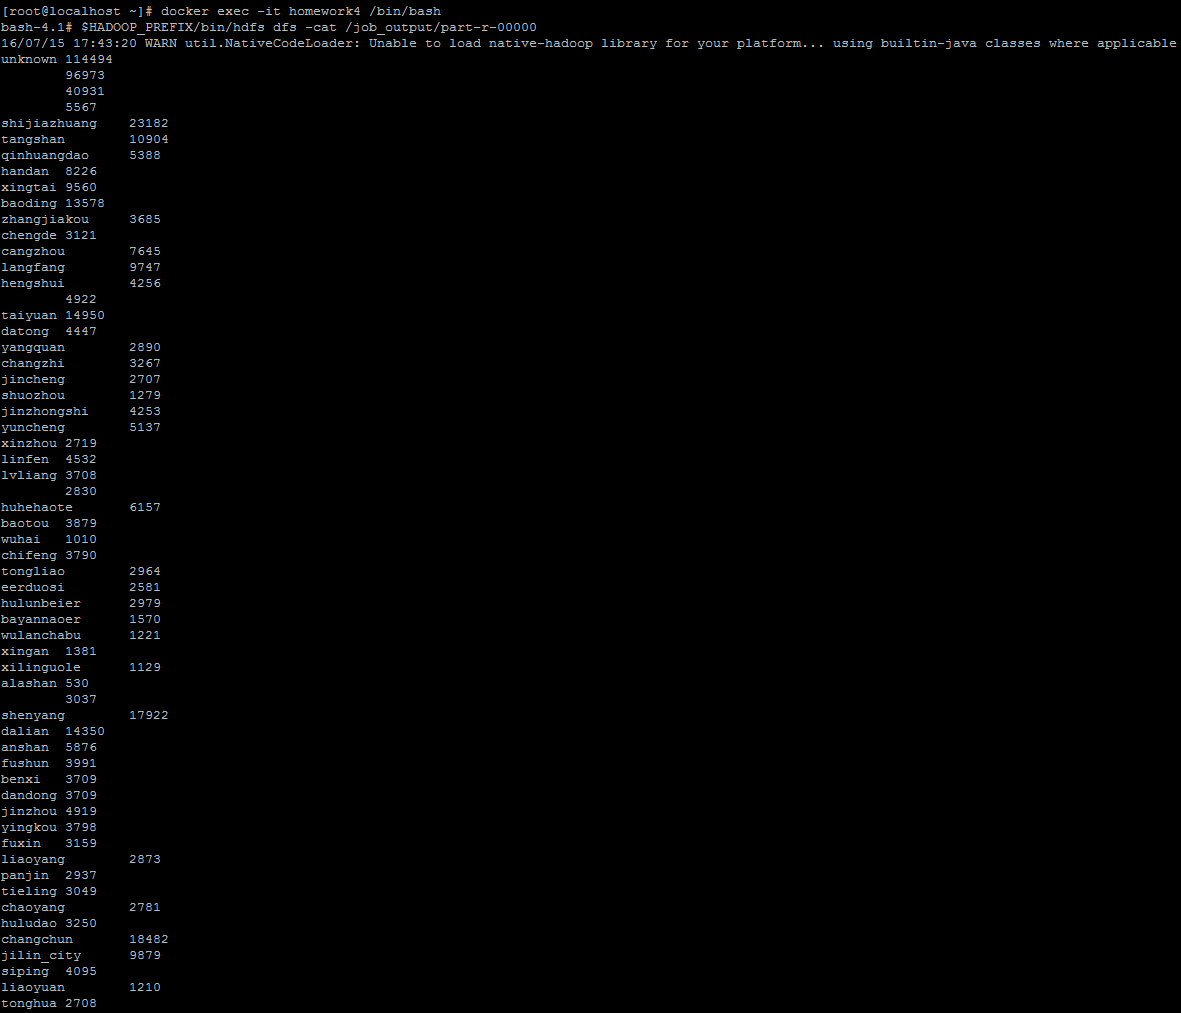 [root@localhost ~]# docker exec -it homework4 /bin/bash
bash-4.1# $HADOOP_PREFIX/bin/hdfs dfs -cat /job_output/part-r-00000
16/07/15 17:43:20 WARN util.NativeCodeLoader: Unable to load native-hadoop library for your platform... using builtin-java classes where applicable
unknown 114494
96973
40931
5567
shijiazhuang 23182
tangshan 10904
qinhuangdao 5388
handan 8226
xingtai 9560
baoding 13578
zhangjiakou 3685
chengde 3121
cangzhou 7645
langfang 9747
hengshui 4256
4922
taiyuan 14950
datong 4447
yangquan 2890
changzhi 3267
jincheng 2707
shuozhou 1279
jinzhongshi 4253
yuncheng 5137
xinzhou 2719
linfen 4532
lvliang 3708
2830
huhehaote 6157
baotou 3879
wuhai 1010
chifeng 3790
tongliao 2964
eerduosi 2581
hulunbeier 2979
bayannaoer 1570
wulanchabu 1221
xingan 1381
xilinguole 1129
alashan 530
3037
shenyang 17922
dalian 14350
anshan 5876
fushun 3991
benxi 3709
dandong 3709
jinzhou 4919
yingkou 3798
fuxin 3159
liaoyang 2873
panjin 2937
tieling 3049
chaoyang 2781
huludao 3250
changchun 18482
jilin_city 9879
siping 4095
liaoyuan 1210
tonghua 2708